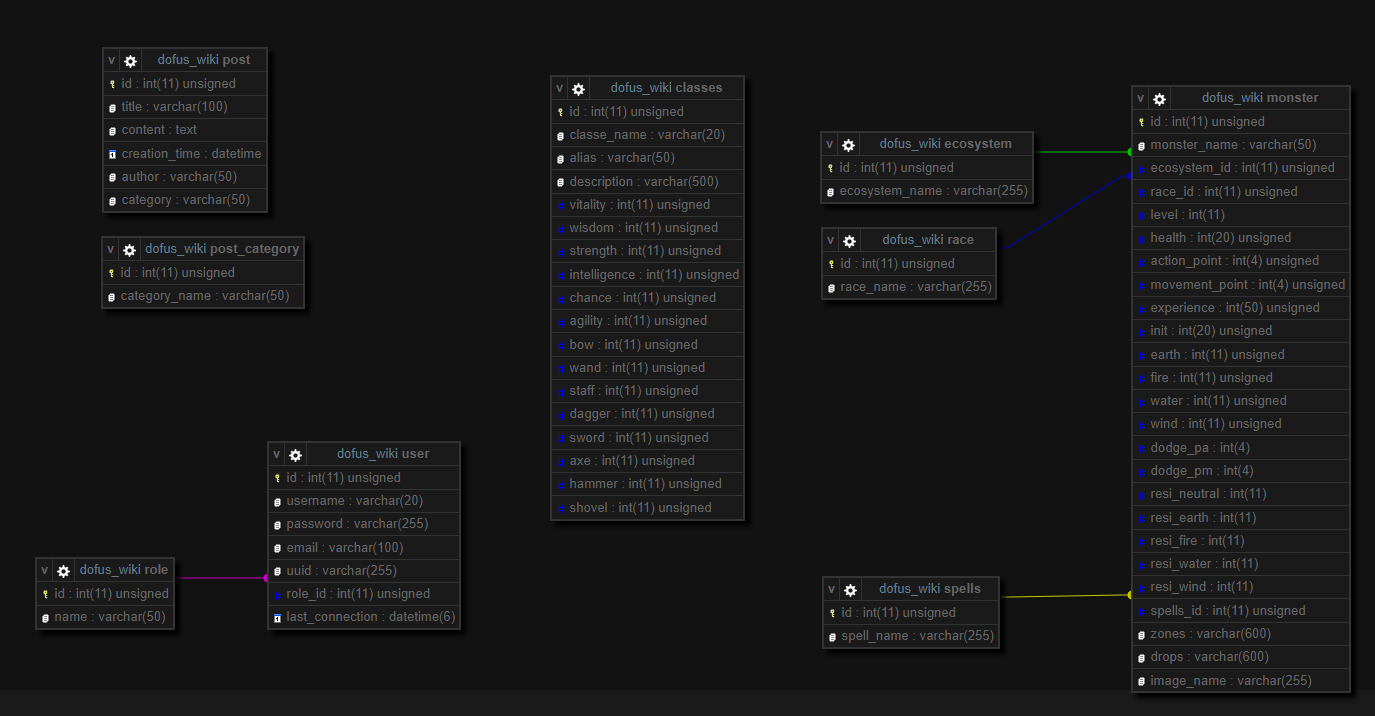 dofus_wiki post
id : int(11) unsigned
title : varchar(100)
content : text
creation_time : datetime
author : varchar(50)
category : varchar(50)
dofus_wiki post_category
id : int(11) unsigned
category_name : varchar(50)
dofus_wiki role
id : int(11) unsigned
name : varchar(50)
dofus_wiki user
id : int(11) unsigned
username : varchar(20)
password : varchar(255)
email : varchar(100)
uuid : varchar(255)
role_id : int(11) unsigned
last_connection : datetime(6)
dofus_wiki classes
id : int(11) unsigned
classe_name : varchar(20)
alias : varchar(50)
description : varchar(500)
vitality : int(11) unsigned
wisdom : int(11) unsigned
strength : int(11) unsigned
intelligence : int(11) unsigned
chance : int(11) unsigned
agility : int(11) unsigned
bow : int(11) unsigned
wand : int(11) unsigned
staff : int(11) unsigned
dagger : int(11) unsigned
sword : int(11) unsigned
axe : int(11) unsigned
hammer : int(11) unsigned
shovel : int(11) unsigned
dofus_wiki ecosystem
id : int(11) unsigned
ecosystem_name : varchar(255)
dofus_wiki race
id : int(11) unsigned
race_name : varchar(255)
dofus_wiki spells
id : int(11) unsigned
spell_name : varchar(255)
dofus_wiki monster
id : int(11) unsigned
monster_name : varchar(50)
ecosystem_id : int(11) unsigned
race_id : int(11) unsigned
level : int(11)
health : int(20) unsigned
action_point : int(4) unsigned
movement_point : int(4) unsigned
experience : int(50) unsigned
init : int(20) unsigned
earth : int(11) unsigned
fire : int(11) unsigned
water : int(11) unsigned
wind : int(11) unsigned
dodge_pa : int(4)
dodge_pm : int(4)
resi_neutral : int(11)
resi_earth : int(11)
resi_fire : int(11)
resi_water : int(11)
resi_wind : int(11)
spells_id : int(11) unsigned
zones : varchar(600)
drops : varchar(600)
image_name : varchar(255)